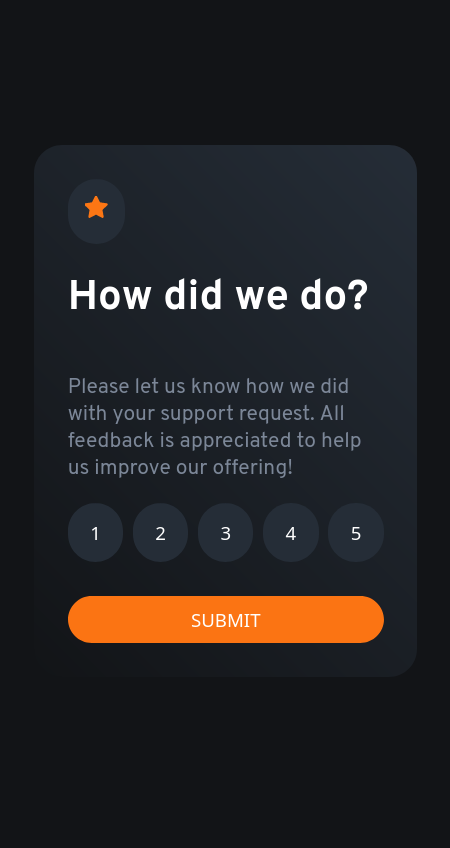 How did we do?
Please let us know how we did
with your support request. All
feedback is appreciated to help
us improve our offering!
1 2 3 4 5
SUBMIT